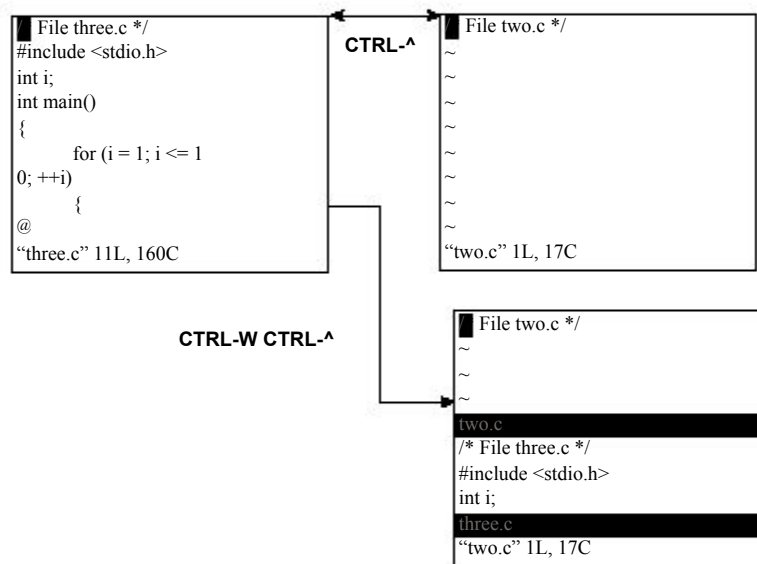 / File three.c */
#include <stdio.h>
int i;
int main()
{
for (i = 1; i <= 1
0; ++i)
{
@
“three.c” 11L, 160C
CTRL-^
/ File two.c */
~
~
~
~
~
~
~
~
“two.c” 1L, 17C
CTRL-W CTRL-^
/ File two.c */
~
~
~
two.c
/* File three.c */
#include <stdio.h>
int i;
three.c
“two.c” 1L, 17C